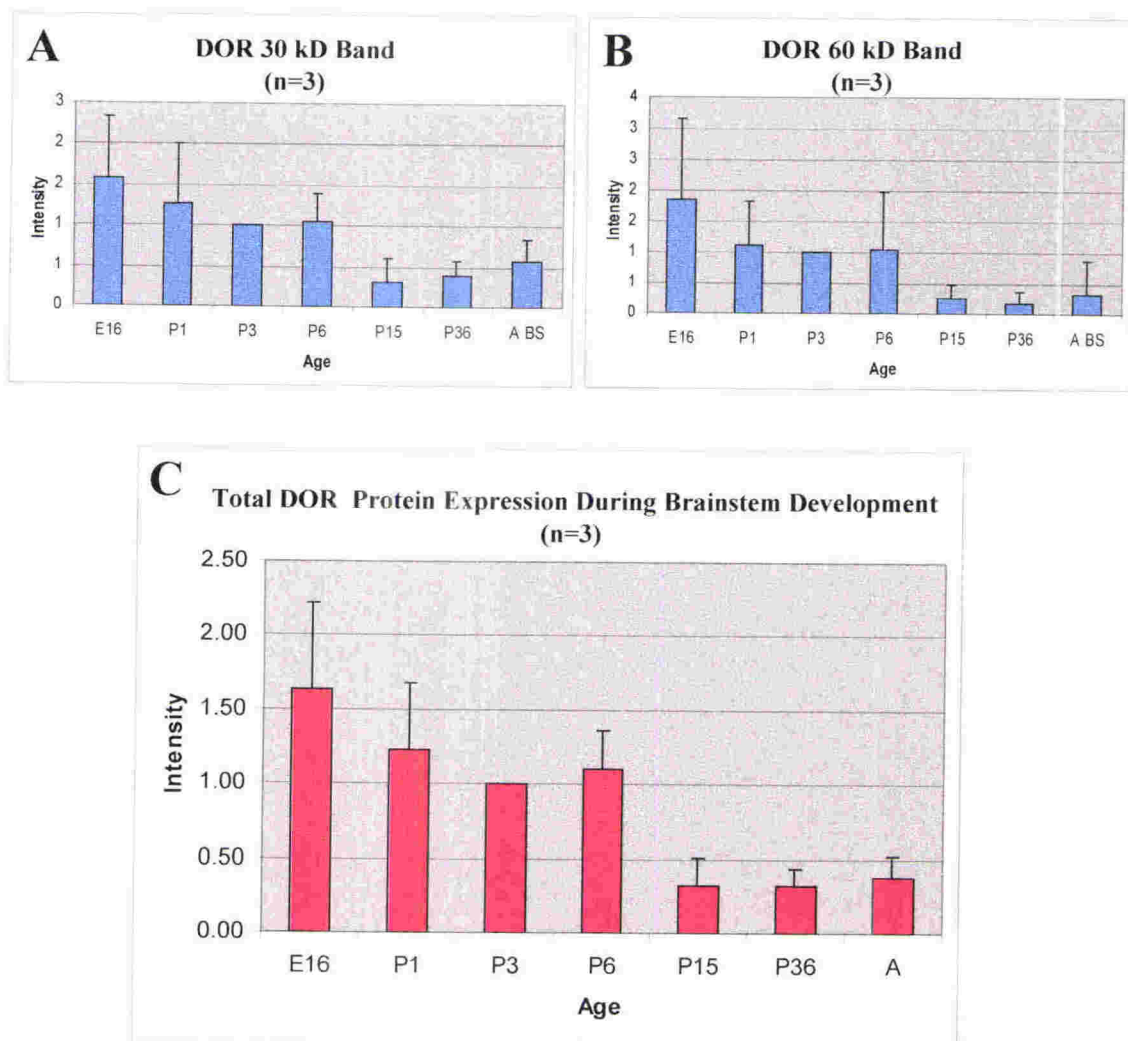 A
DOR 30 kD Band
(n=3)
3
2
2
1
1
0
Intensity
E16 P1 P3 P6 P15 P36 A BS
Age
B
DOR 60 kD Band
(n=3)
4
3
3
2
2
1
1
0
Intensity
E16 P1 P3 P6 P15 P36 A BS
Age
C
Total DOR Protein Expression During Brainstem Development
(n=3)
2.50
2.00
1.50
1.00
0.50
0.00
Intensity
E16 P1 P3 P6 P15 P36 A
Age